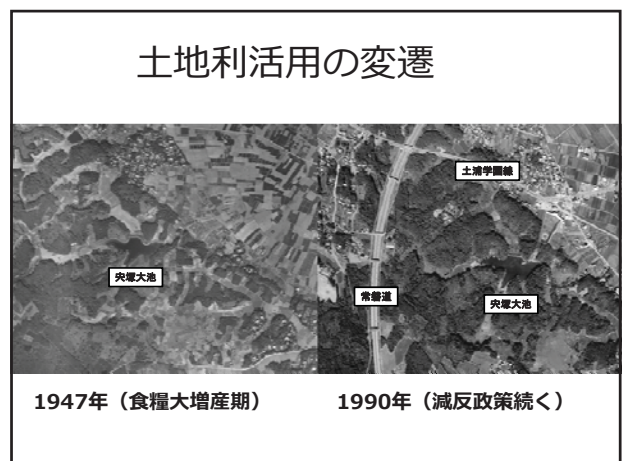 土地利活用の変遷
土浦学園線
宍塚大池
常磐道
宍塚大池
1947年（食糧大増産期）
1990年（減反政策続く）